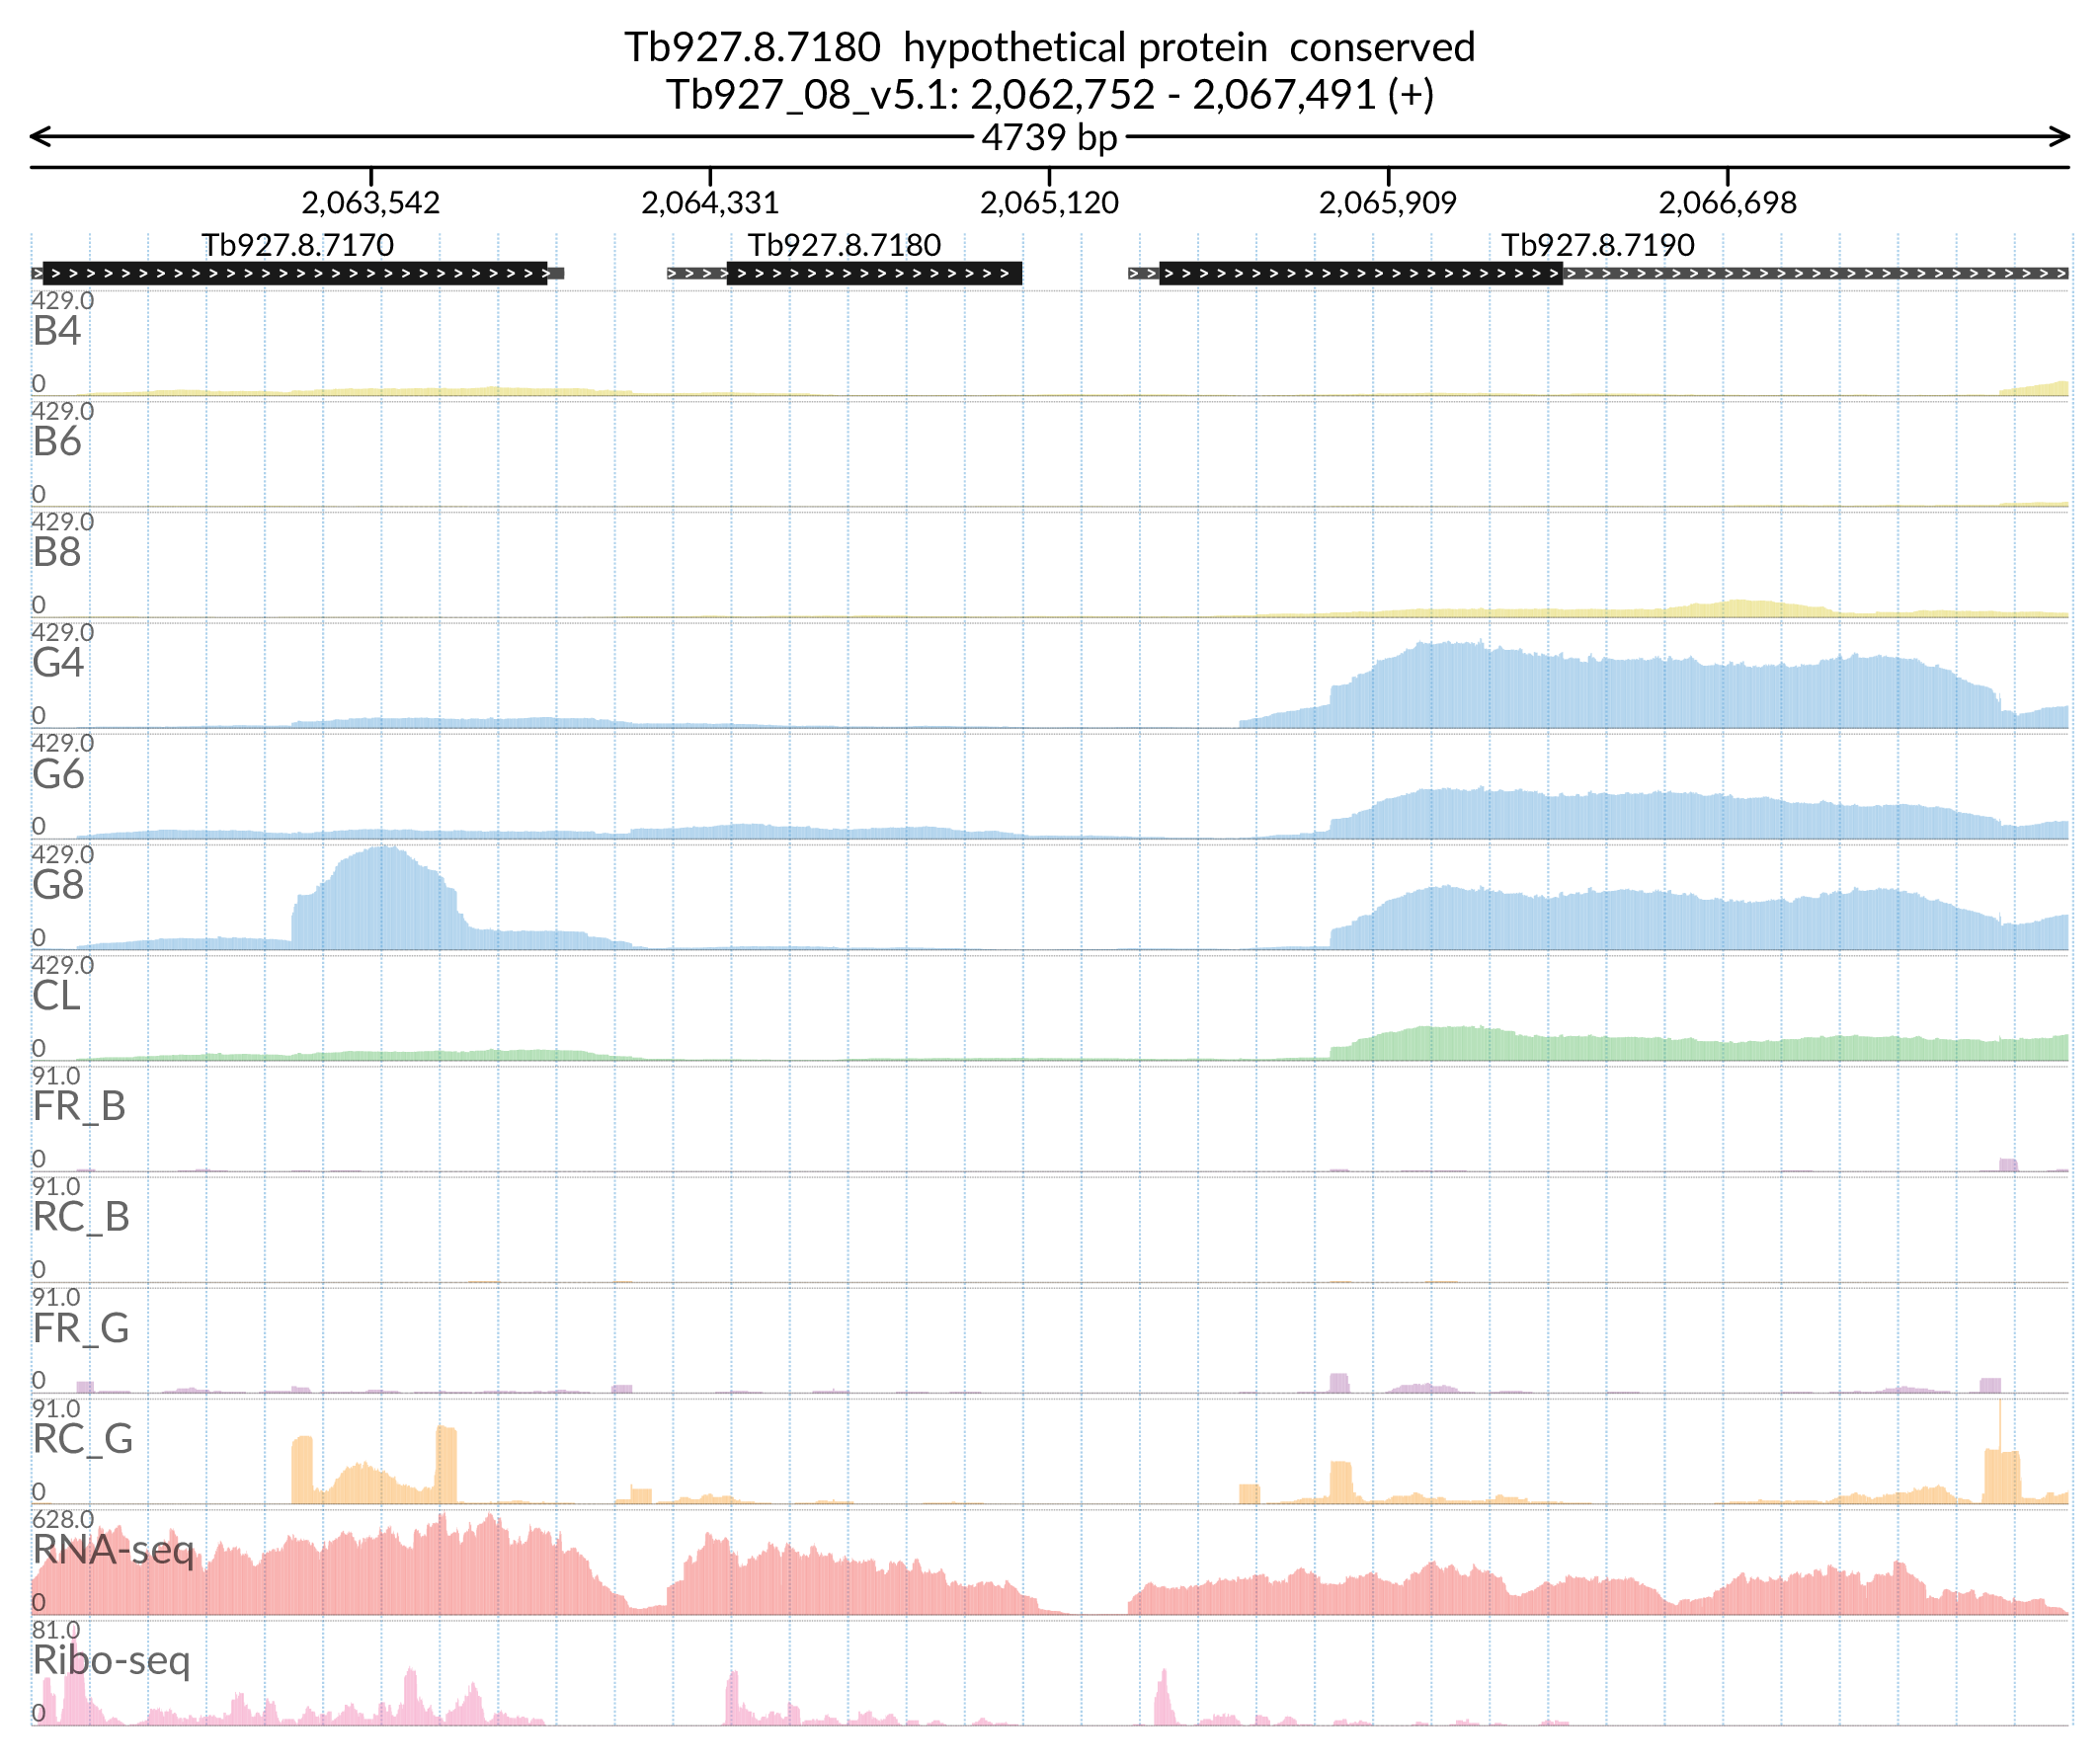 Tb927.8.7180  hypothetical protein  conserved
Tb927_08_v5.1: 2,062,752 - 2,067,491 (+)
4739 bp
2,063,542 2,064,331 2,065,120 2,065,909 2,066,698
Tb927.8.7170 Tb927.8.7180 Tb927.8.7190
429.0
B4
0
429.0
B6
0
429.0
B8
0
429.0
G4
0
429.0
G6
0
429.0
G8
0
429.0
CL
0
91.0
FR_B
0
91.0
RC_B
0
91.0
FR_G
0
91.0
RC_G
0
628.0
RNA-seq
0
81.0
Ribo-seq
0